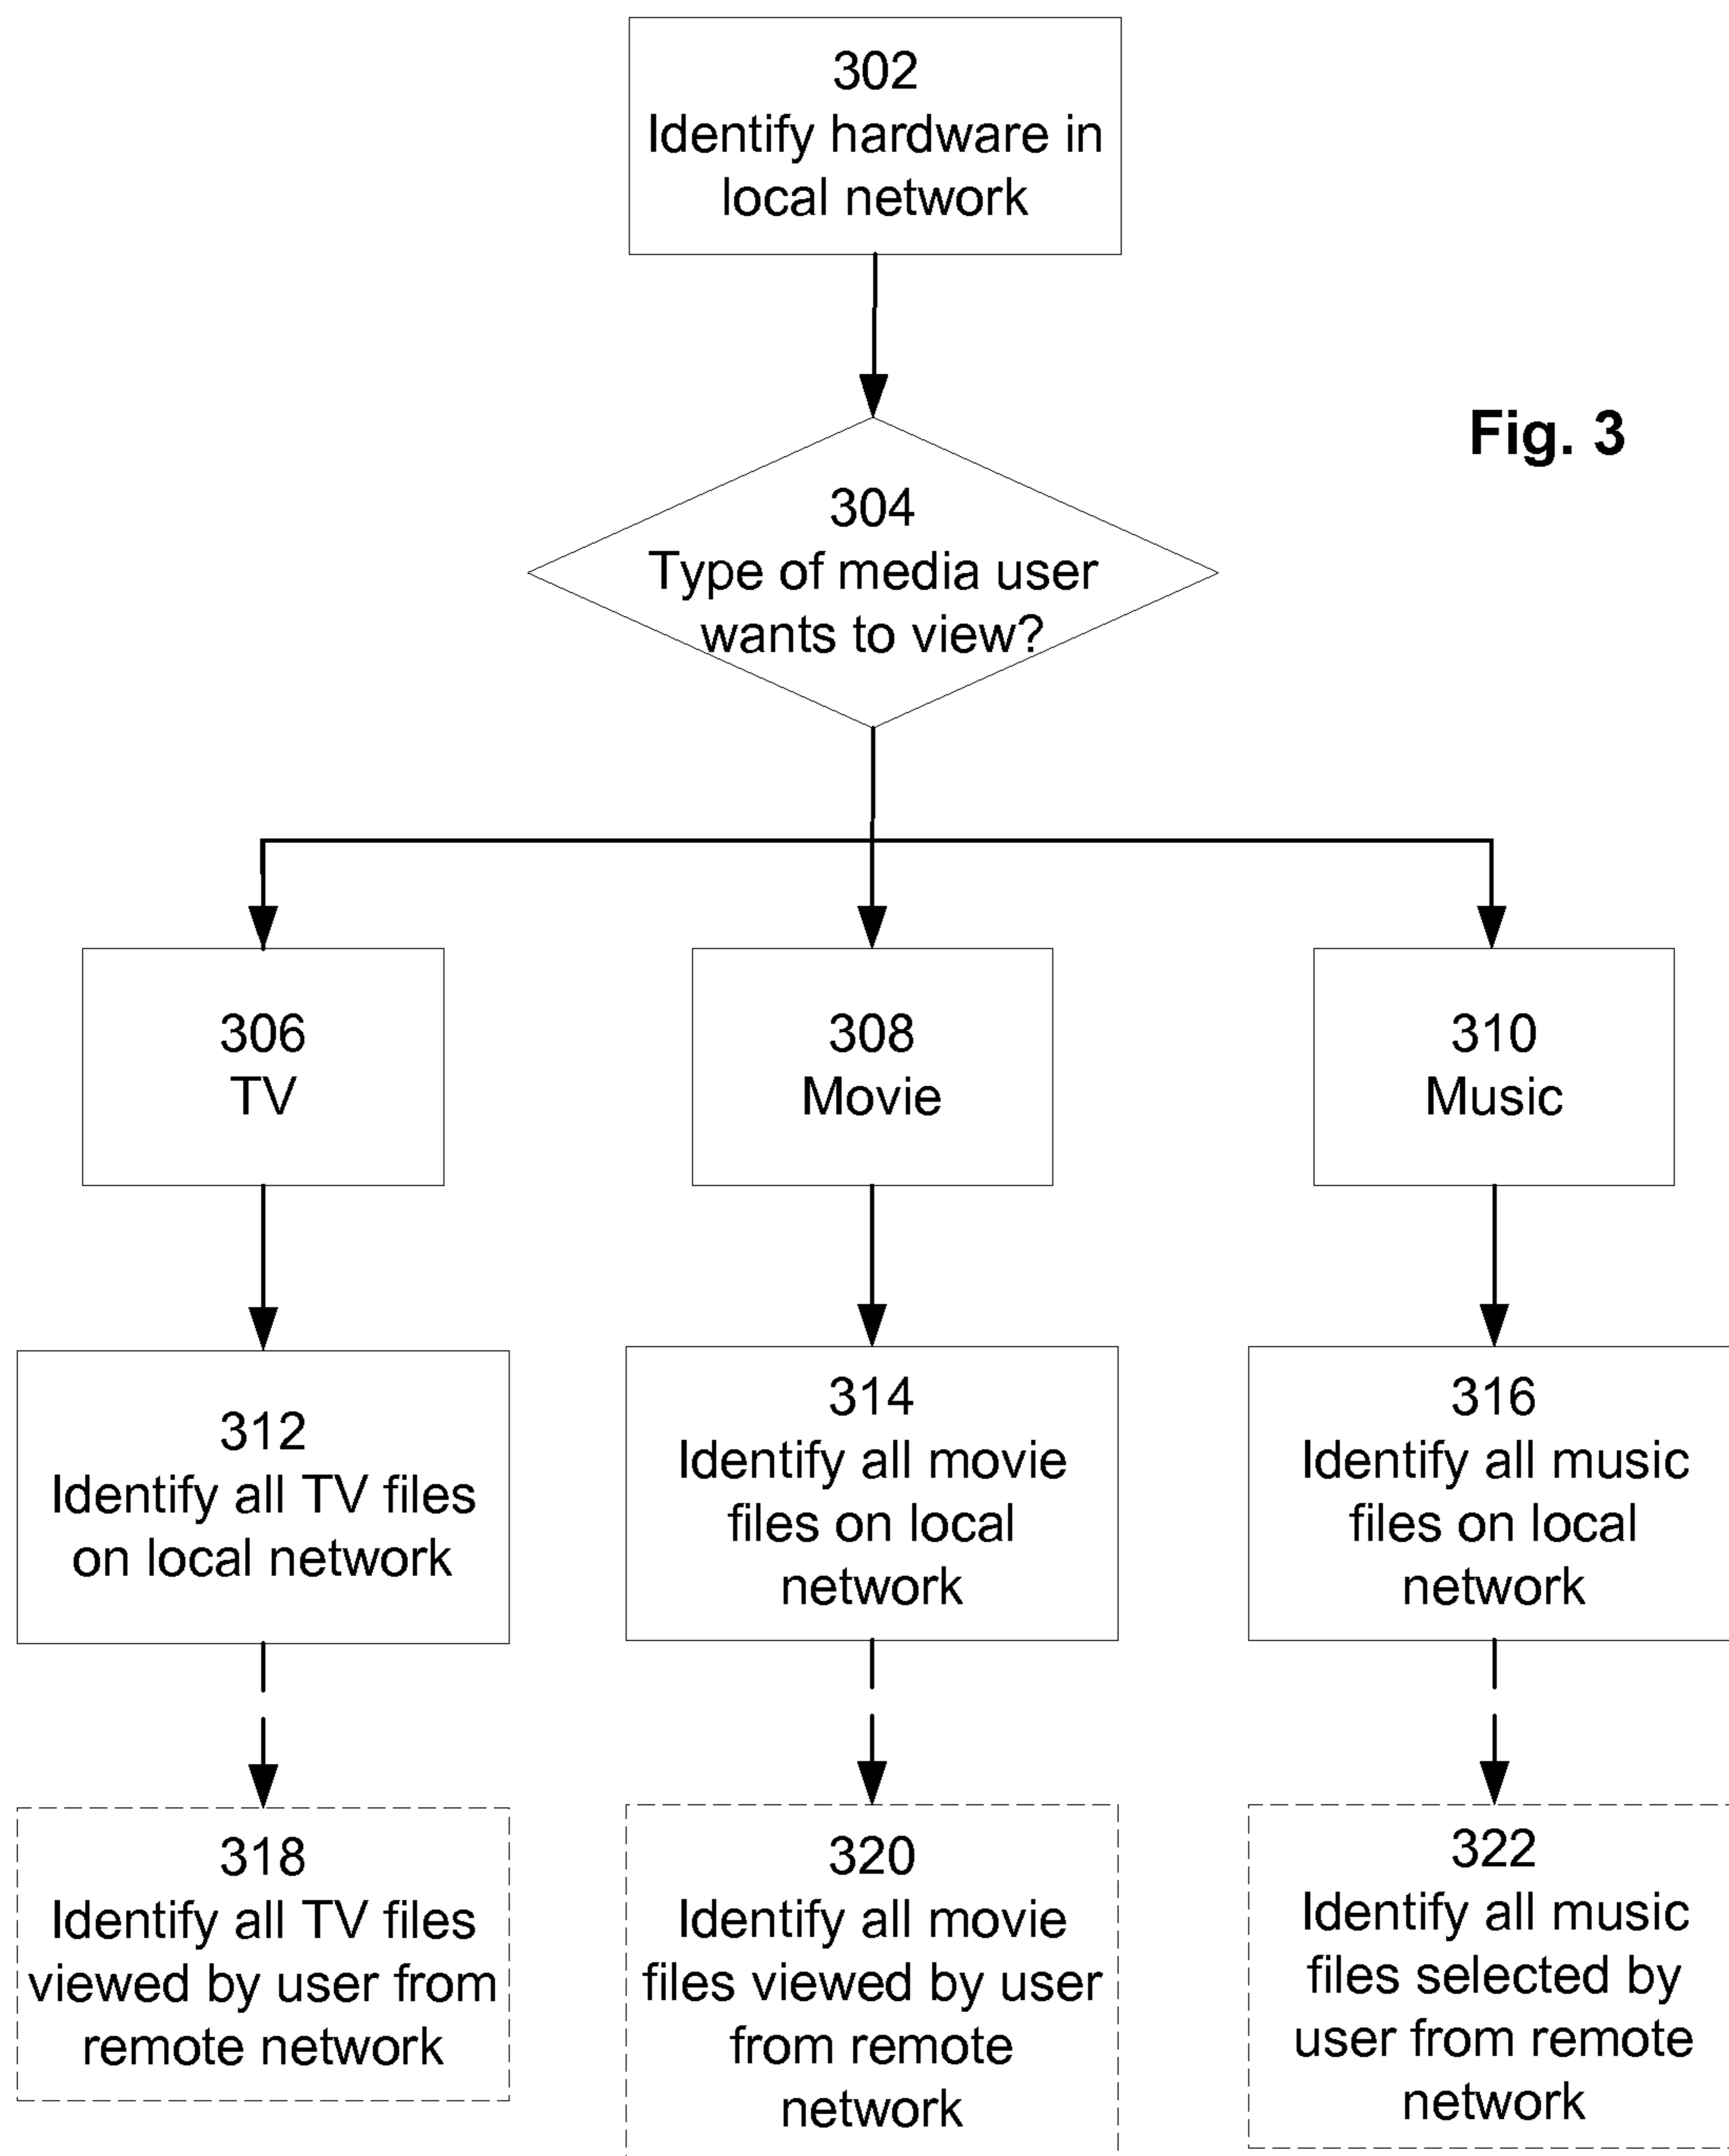 302
Identify hardware in
local network
Fig. 3
304
Type of media user
wants to view?
306
TV
308
Movie
310
Music
312
Identify all TV files
on local network
314
Identify all movie
files on local
network
316
Identify all music
files on local
network
318
Identify all TV files
viewed by user from
remote network
320
Identify all movie
files viewed by user
from remote
network
322
Identify all music
files selected by
user from remote
network